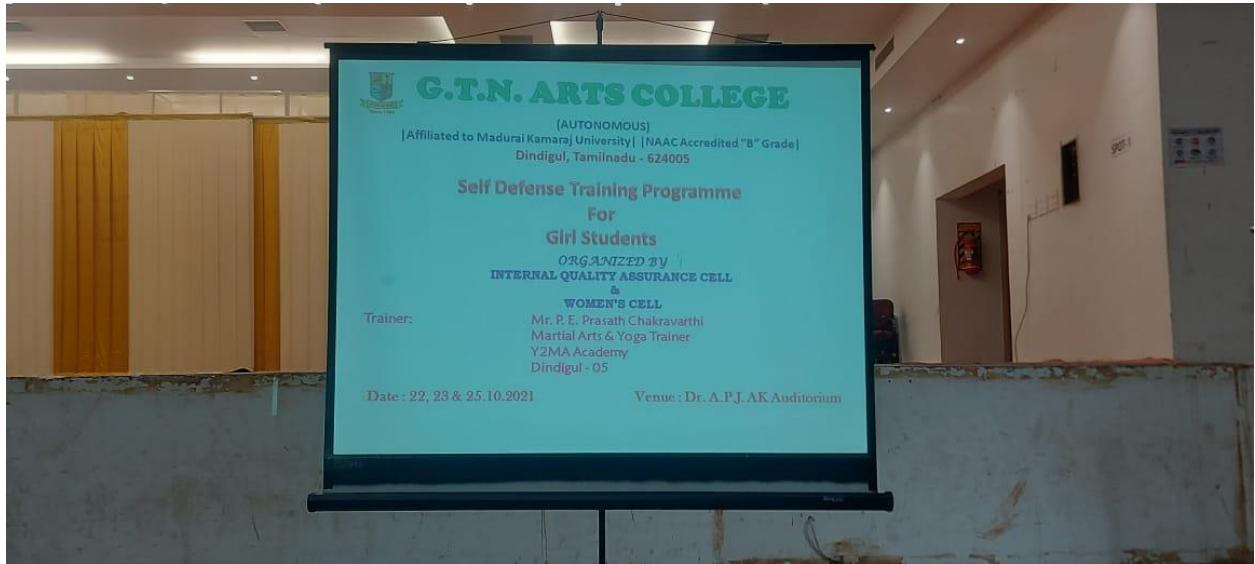 G.T.N. ARTS COLLEGE
(AUTONOMOUS)
|Affiliated to Madurai Kamaraj University| |NAAC Accredited "B" Grade|
Dindigul, Tamilnadu - 624005
Self Defense Training Programme
For
Girl Students
ORGANIZED BY
INTERNAL QUALITY ASSURANCE CELL
&
WOMEN'S CELL
Trainer: Mr. P. E. Prasath Chakravarthi
Martial Arts & Yoga Trainer
Y2MA Academy
Dindigul - 05
Date : 22, 23 & 25.10.2021 Venue : Dr. A.P.J. AK Auditorium
SPOT-1